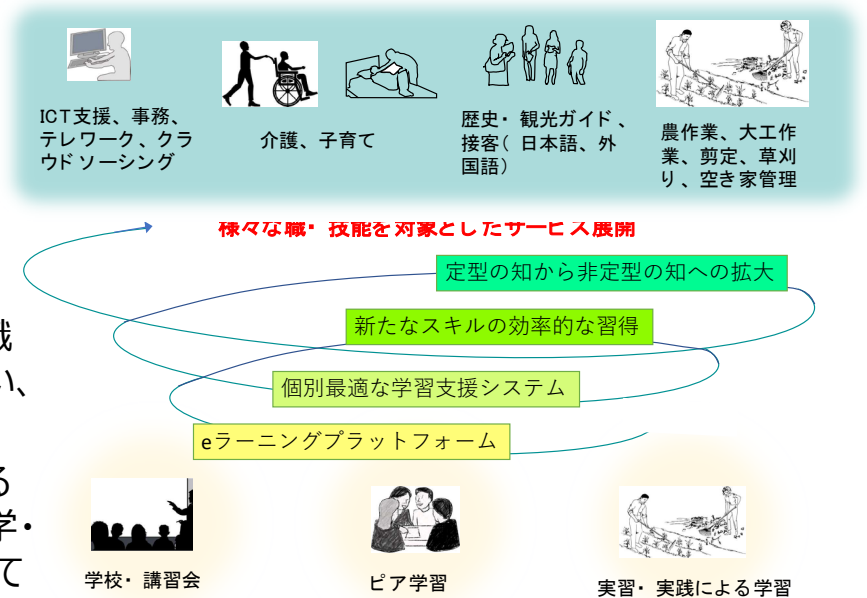 ICT支援、事務、
テレワーク、クラ
ウドソーシング
介護、子育て
歴史・観光ガイド、
接客(日本語、外
国語)
農作業、大工作
業、剪定、草刈
り、空き家管理
様々な職・技能を対象としたサービス展開
定型の知から非定型の知への拡大
新たなスキルの効率的な習得
個別最適な学習支援システム
eラーニングプラットフォーム
い、
る
学・
て
学校・講習会
ピア学習
実習・実践による学習